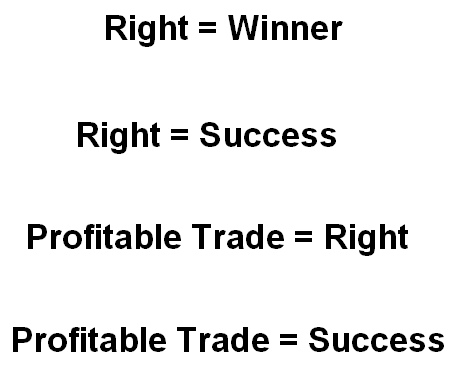 Right = Winner
Right = Success
Profitable Trade = Right
Profitable Trade = Success